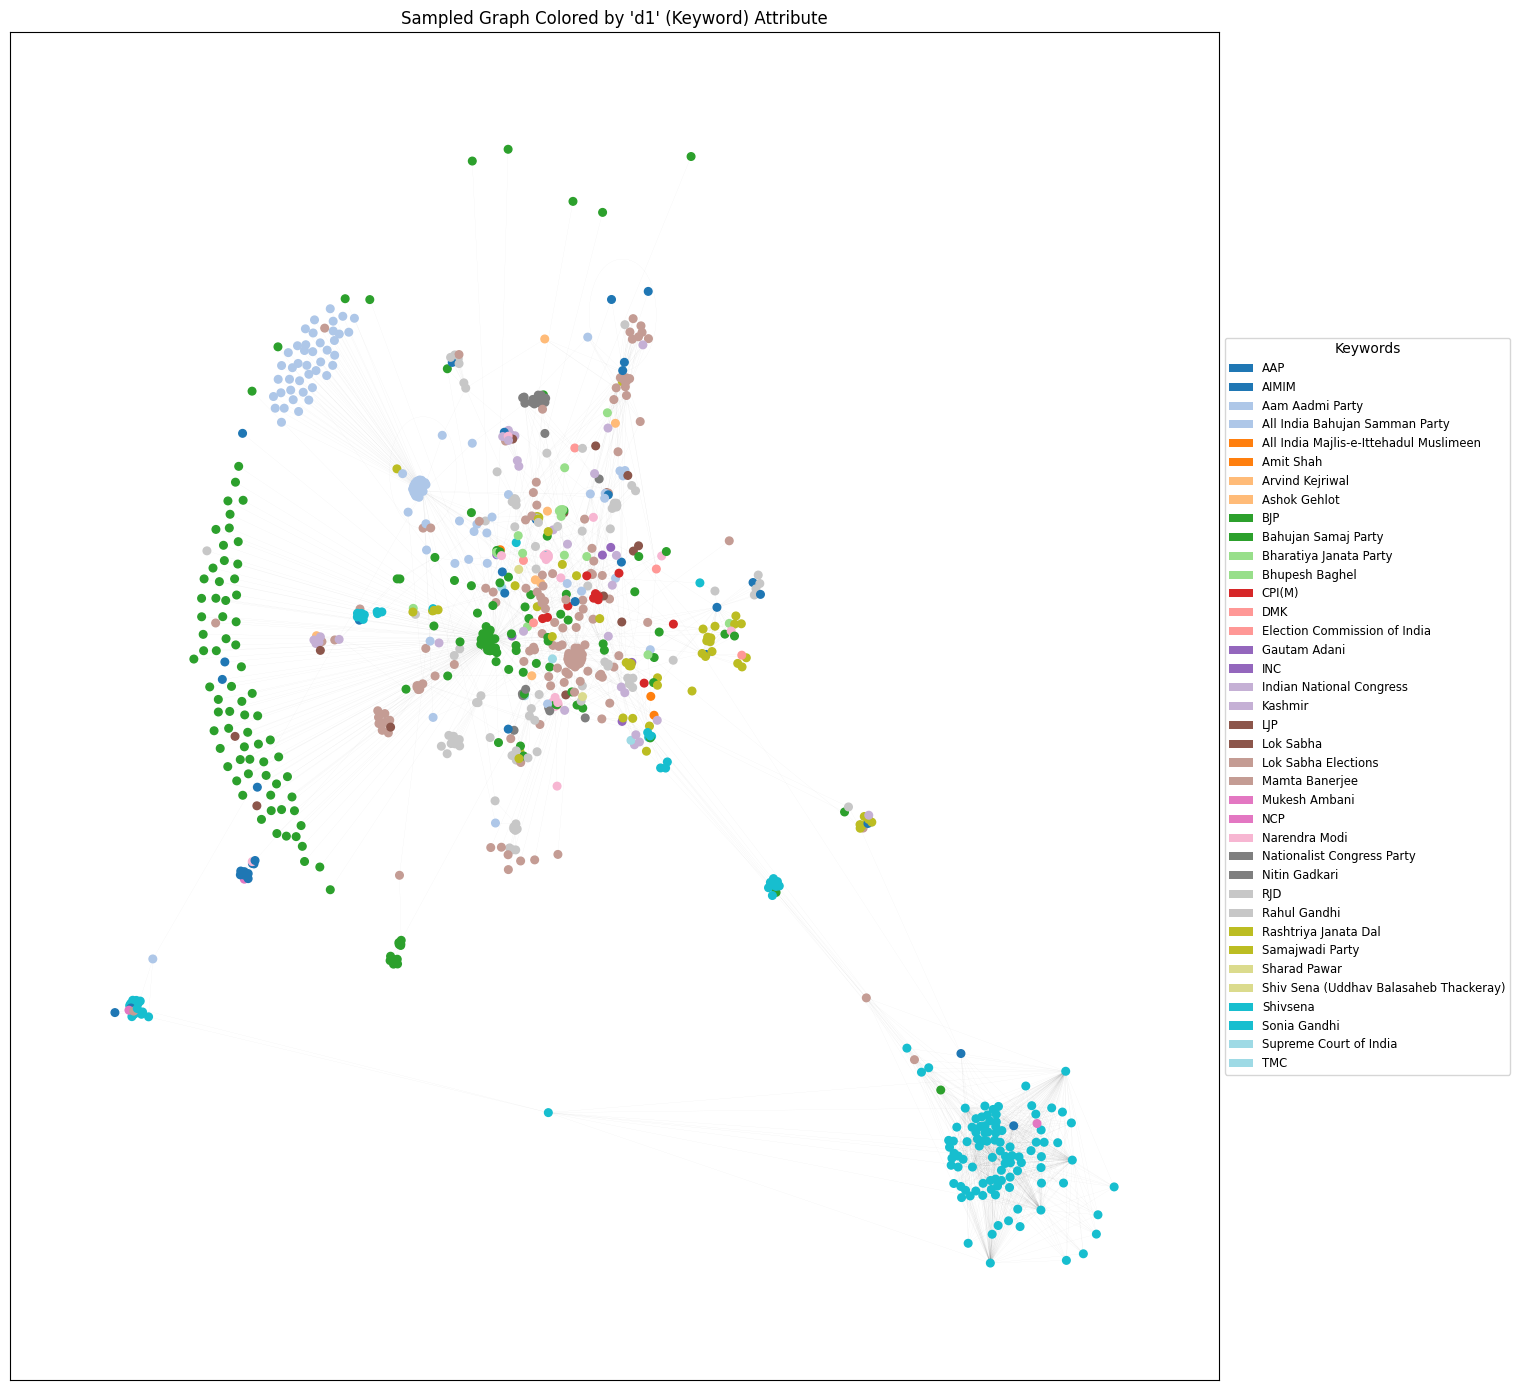 Sampled Graph Colored by 'd1' (Keyword) Attribute
Keywords
AAP
AIMIM
Aam Aadmi Party
All India Bahujan Samman Party
All India Majlis-e-Ittehadul Muslimeen
Amit Shah
Arvind Kejriwal
Ashok Gehlot
BJP
Bahujan Samaj Party
Bharatiya Janata Party
Bhupesh Baghel
CPI(M)
DMK
Election Commission of India
Gautam Adani
INC
Indian National Congress
Kashmir
LJP
Lok Sabha
Lok Sabha Elections
Mamta Banerjee
Mukesh Ambani
NCP
Narendra Modi
Nationalist Congress Party
Nitin Gadkari
RJD
Rahul Gandhi
Rashtriya Janata Dal
Samajwadi Party
Sharad Pawar
Shiv Sena (Uddhav Balasaheb Thackeray)
Shivsena
Sonia Gandhi
Supreme Court of India
TMC